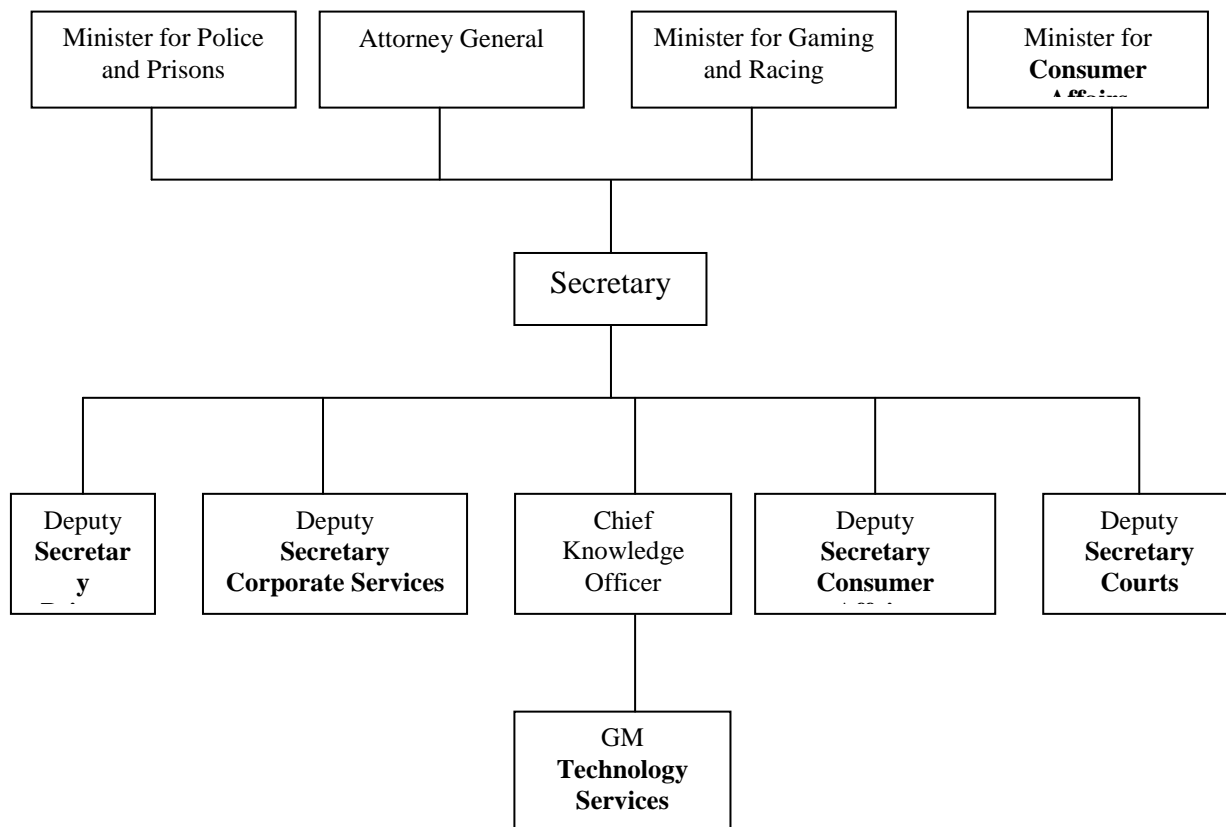 Minister for Police
and Prisons
Attorney General
Minister for Gaming
and Racing
Minister for
Consumer
Secretary
Deputy
Secretar
y
Deputy
Secretary
Corporate Services
Chief
Knowledge
Officer
Deputy
Secretary
Consumer
Deputy
Secretary
Courts
GM
Technology
Services